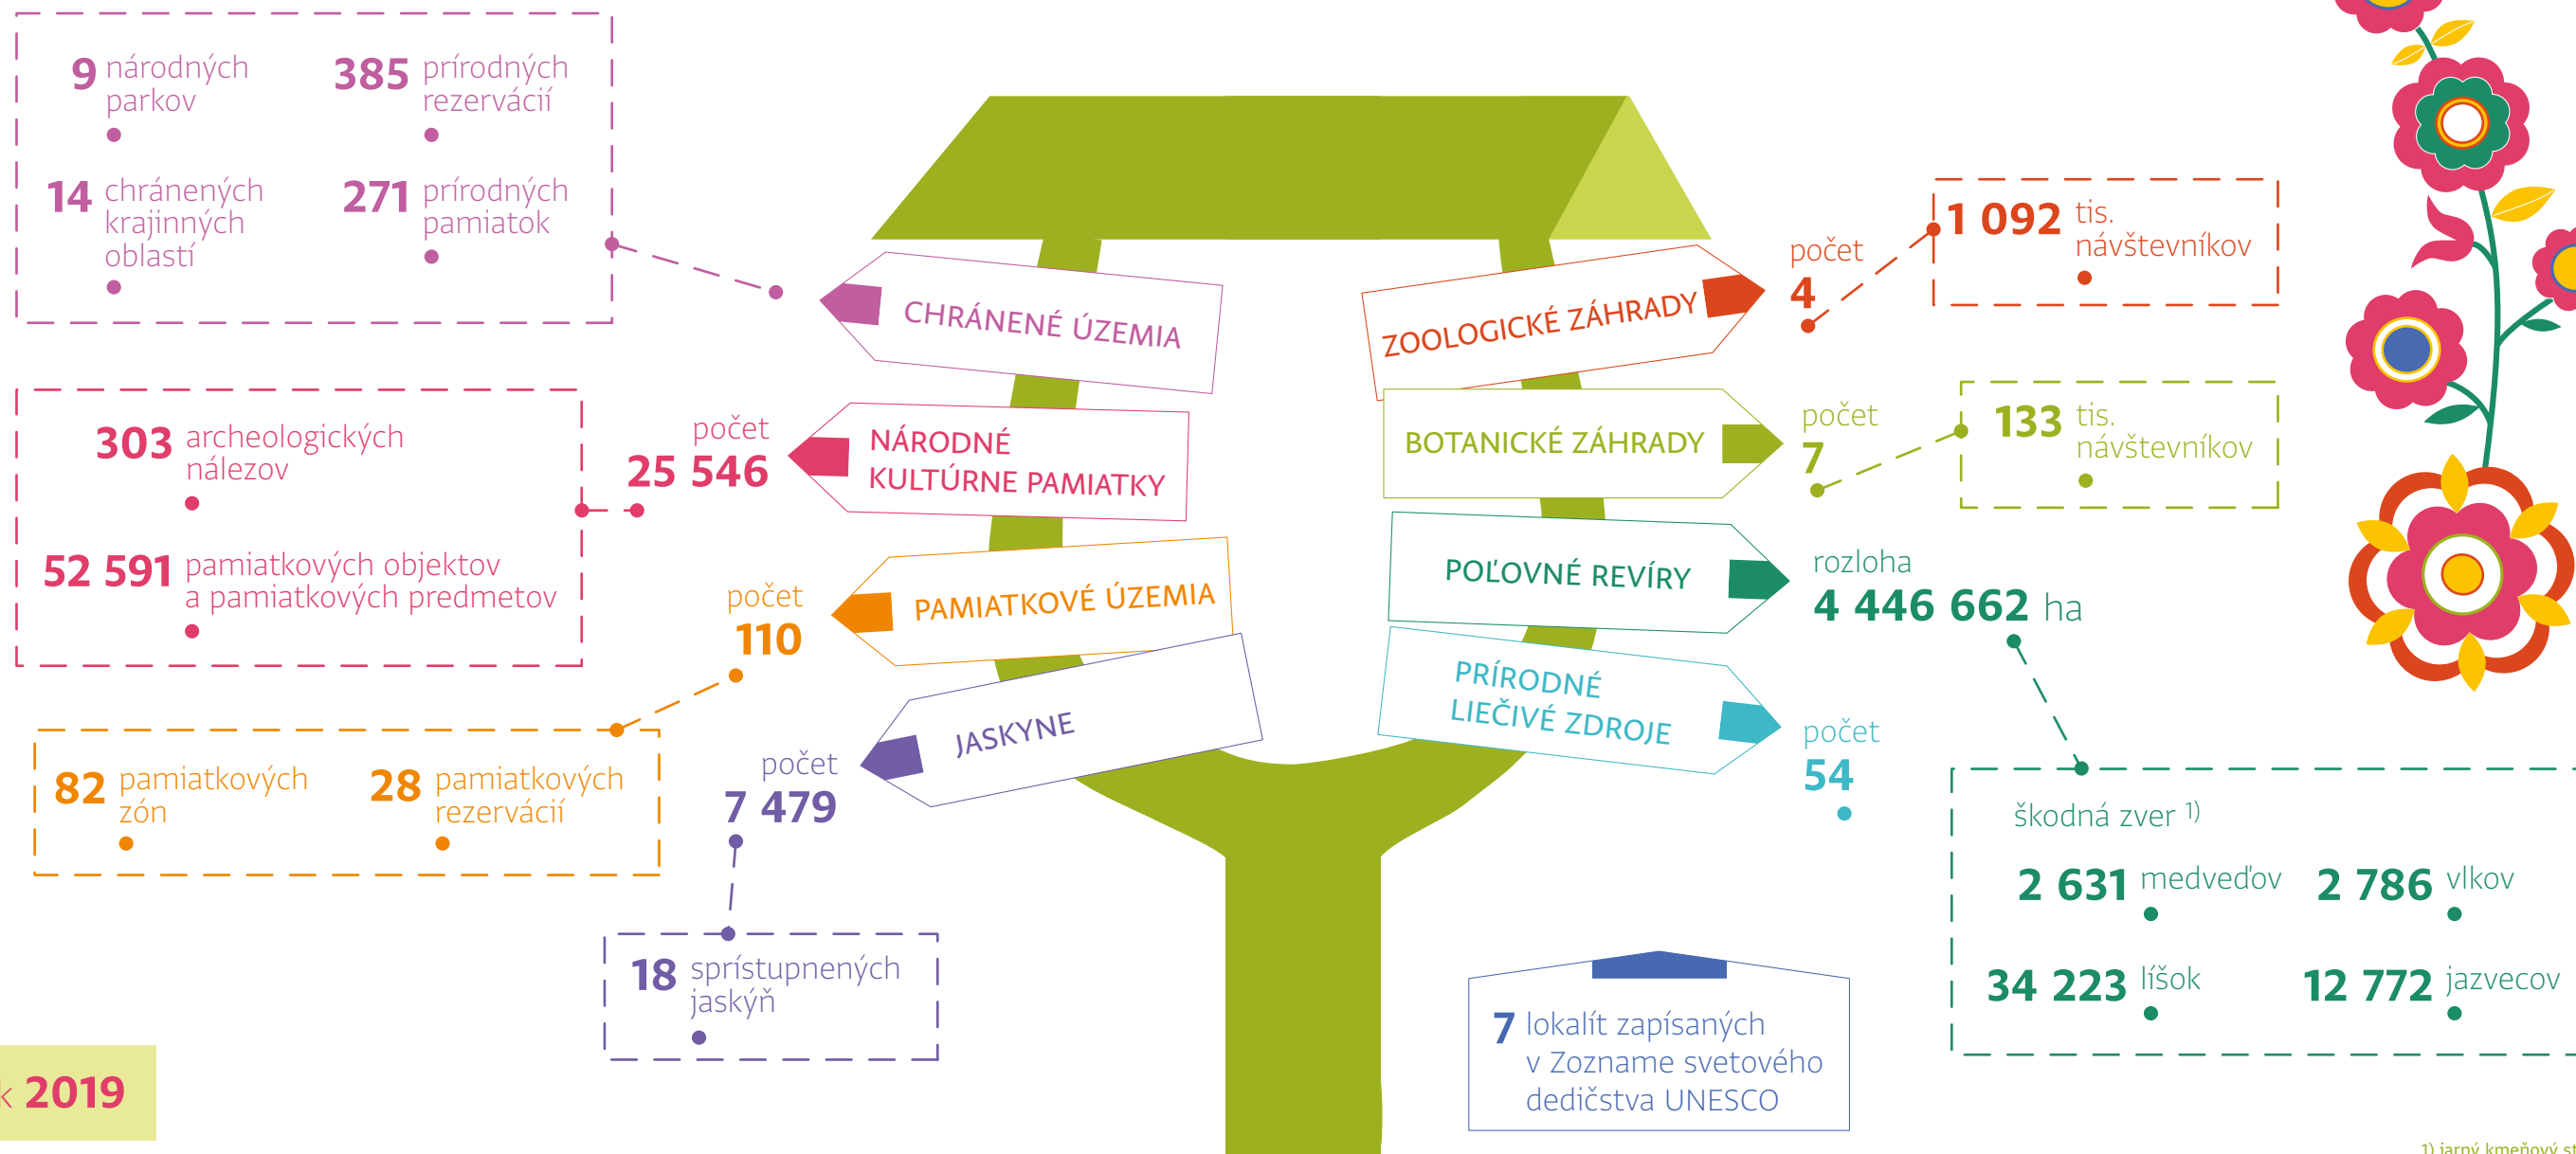 9 národných
parkov
385 prírodných
rezervácií
14 chránených
krajinných
oblastí
271 prírodných
pamiatok
CHRÁNENÉ ÚZEMIA
303 archeologických
nálezov
52 591 pamiatkových objektov
a pamiatkových predmetov
počet
25 546
NÁRODNÉ
KULTÚRNE PAMIATKY
počet
110
PAMIATKOVÉ ÚZEMIA
82 pamiatkových
zón
28 pamiatkových
rezervácií
počet
7 479
JASKYNE
18 sprístupnených
jaskýň
ZOOLOGICKÉ ZÁHRADY
počet
4
1 092 tis.
návštevníkov
BOTANICKÉ ZÁHRADY
počet
7
133 tis.
návštevníkov
POĽOVNÉ REVÍRY
rozloha
4 446 662 ha
PRÍRODNÉ
LIEČIVÉ ZDROJE
počet
54
škodná zver 1)
2 631 medveďov
2 786 vlkov
34 223 líšok
12 772 jazvecov
7 lokalít zapísaných
v Zozname svetového
dedičstva UNESCO
k 2019
1) jarný kmeňový